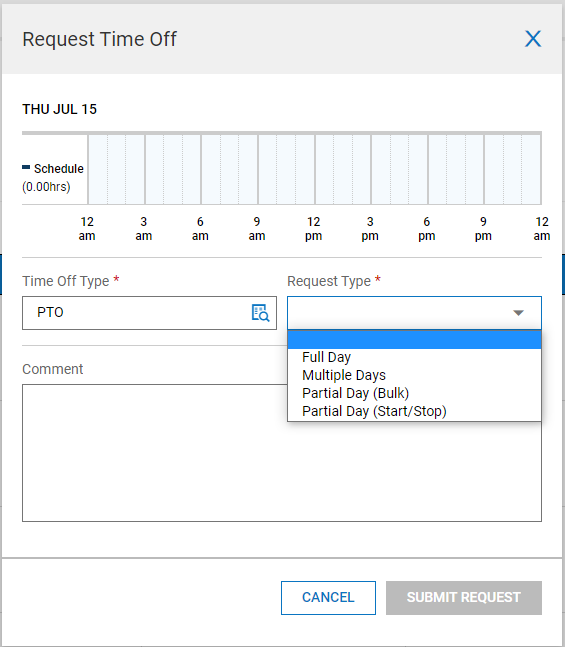 Request Time Off
X
THU JUL 15
Schedule
(0.00hrs)
12 am 3 am 6 am 9 am 12 pm 3 pm 6 pm 9 pm 12 am
Time Off Type * Request Type *
PTO
Full Day
Multiple Days
Partial Day (Bulk)
Partial Day (Start/Stop)
Comment
CANCEL SUBMIT REQUEST